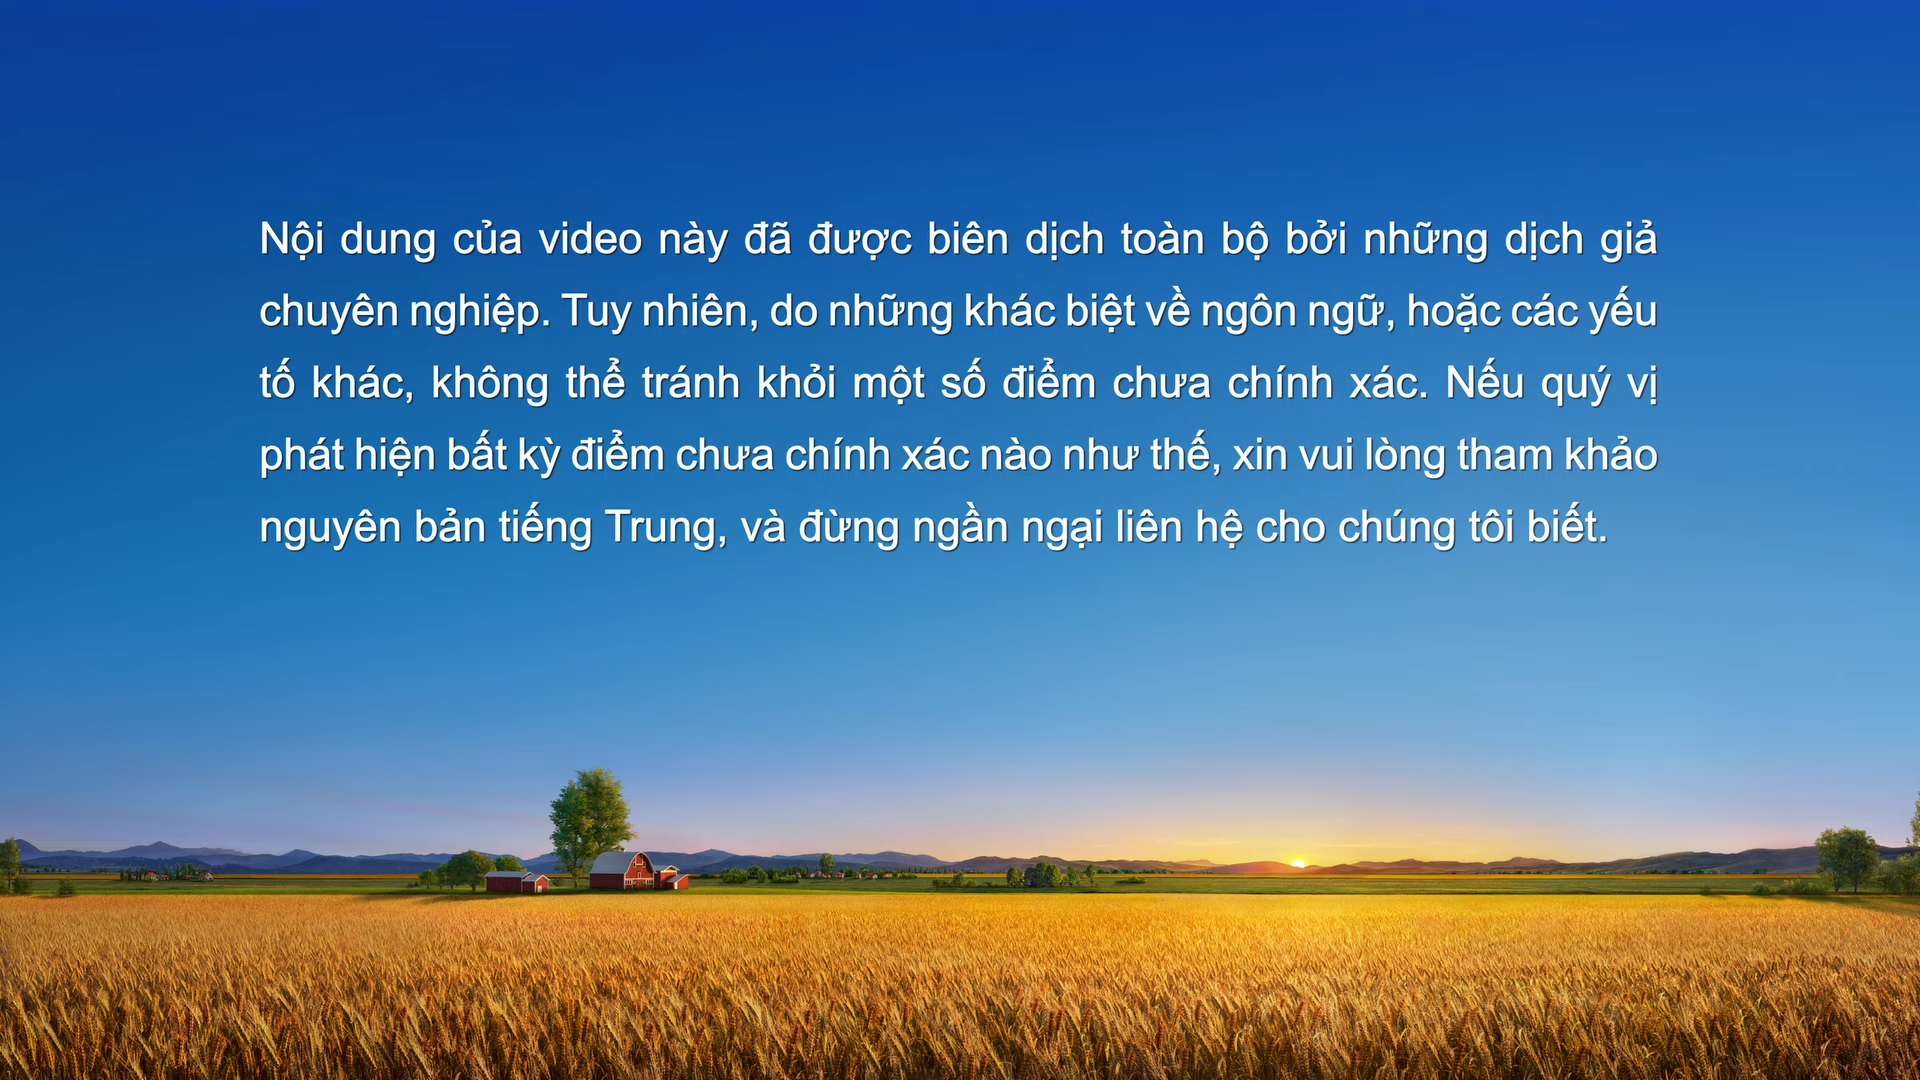 Nội dung của video này đã được biên dịch toàn bộ bởi những dịch giả
chuyên nghiệp. Tuy nhiên, do những khác biệt về ngôn ngữ, hoặc các yếu
tố khác, không thể tránh khỏi một số điểm chưa chính xác. Nếu quý vị
phát hiện bất kỳ điểm chưa chính xác nào như thế, xin vui lòng tham khảo
nguyên bản tiếng Trung, và đừng ngần ngại liên hệ cho chúng tôi biết.